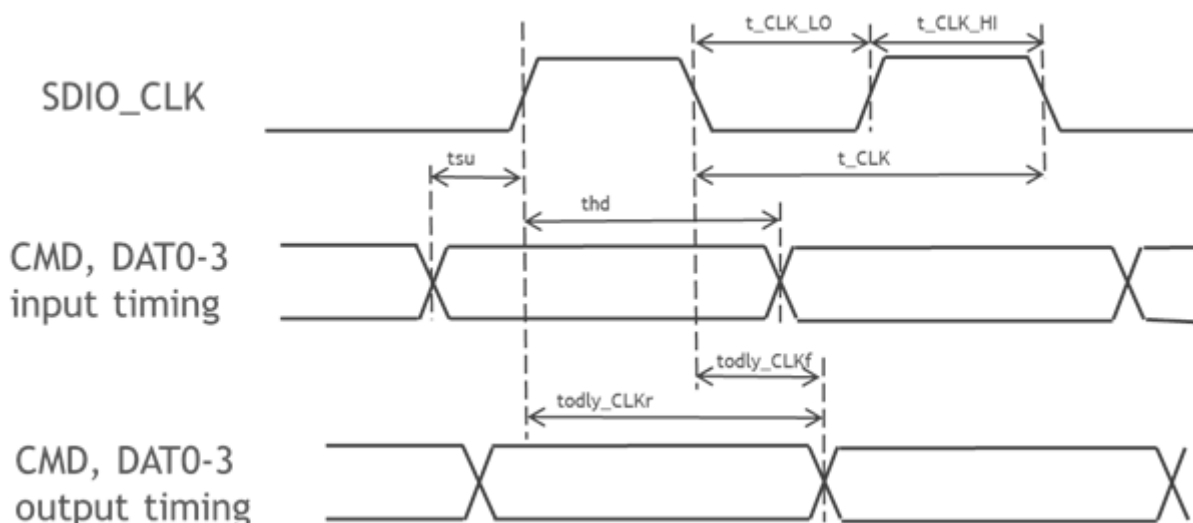 t_CLK_LO
t_CLK_HI
SDIO_CLK
tsu
t_CLK
thd
CMD, DAT0-3
input timing
todly_CLKf
todly_CLKr
CMD, DAT0-3
output timing